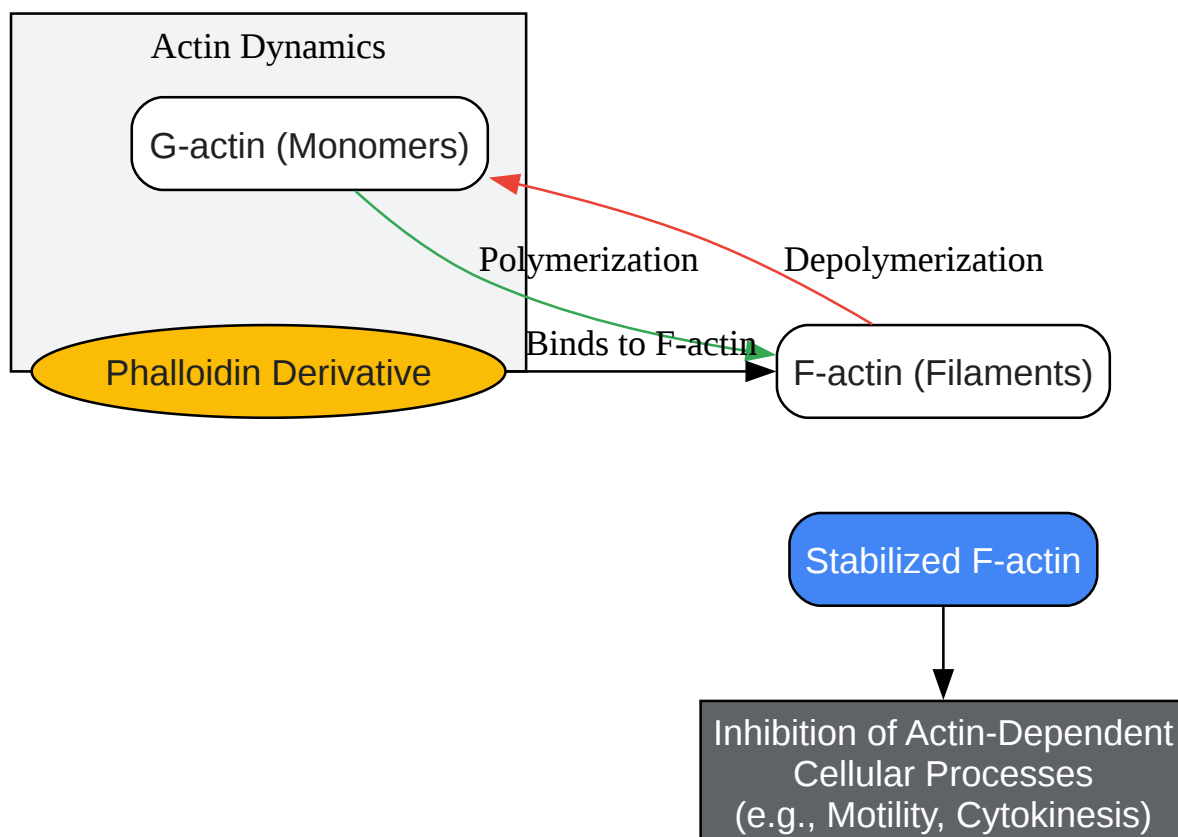 Actin Dynamics
G-actin (Monomers)
Polymerization
Depolymerization
Binds to F-actin
Phalloidin Derivative
F-actin (Filaments)
Stabilized F-actin
Inhibition of Actin-Dependent
Cellular Processes
(e.g., Motility, Cytokinesis)